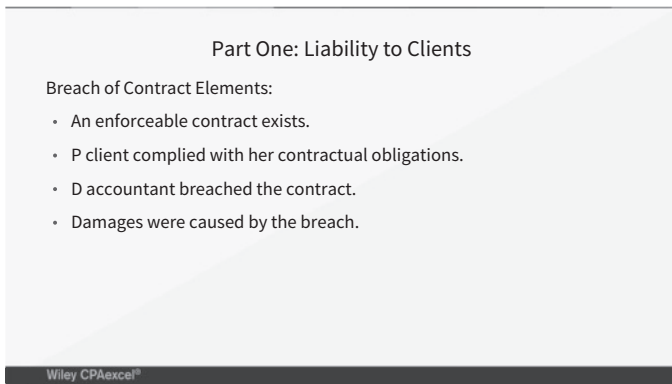 Part One: Liability to Clients
Breach of Contract Elements:
• An enforceable contract exists.
• P client complied with her contractual obligations.
• D accountant breached the contract.
• Damages were caused by the breach.
Wiley CPAexcel®